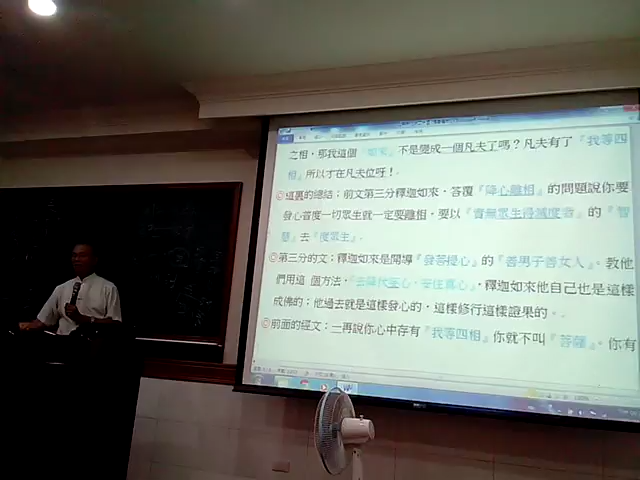 之相，那我這個『如來』不是變成一個凡夫了嗎？凡夫有了『我等四
相』所以才在凡夫位呀！
◎這裏的總結：前文第三分釋迦如來，答覆『降心離相』的問題說你要
發心普度一切眾生就一定要離相，要以『實無眾生得滅度者』的『智
慧』去『度眾生』。
◎第三分的文：釋迦如來是開導『發菩提心』的『善男子善女人』。教他
們用這 個方法，『去降伏妄心，安住真心』，釋迦如來他自己也是這樣
成佛的；他過去就是這樣發心的，這樣修行這樣證果的。
◎前面的經文：一再說你心中存有『我等四相』你就不叫『菩薩』。你有